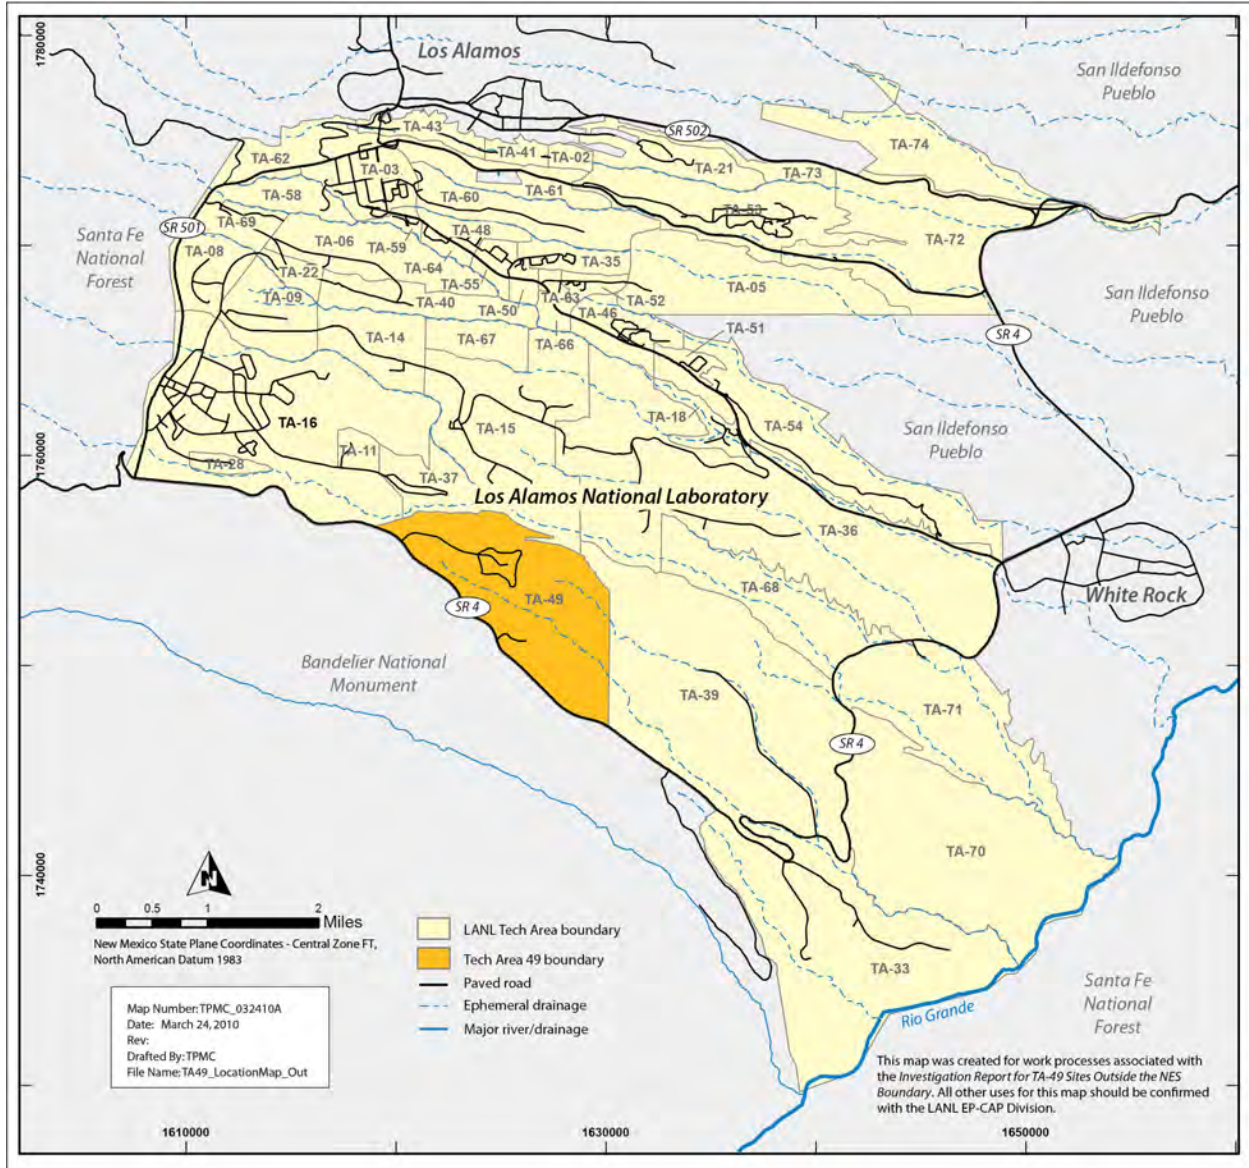 Los Alamos
San Ildefonso
Pueblo
1780000
SR 502
TA-43
TA-74
TA-41
TA-02
TA-62
TA-03
TA-21
TA-73
TA-61
TA-58
TA-60
TA-53
SR 501
TA-69
TA-48
TA-06
TA-59
TA-72
Santa Fe
National
Forest
TA-08
TA-35
TA-64
TA-22
TA-55
TA-05
TA-09
TA-63
TA-52
San Ildefonso
Pueblo
TA-40
TA-50
TA-46
TA-51
SR 4
TA-14
TA-67
TA-66
TA-18
TA-16
TA-15
TA-54
San Ildefonso
Pueblo
1760000
TA-11
TA-28
TA-37
Los Alamos National Laboratory
TA-36
TA-68
White Rock
TA-49
SR 4
Bandelier National
Monument
TA-39
TA-71
SR 4
TA-70
1740000
N
0 0.5 1 2
Miles
New Mexico State Plane Coordinates - Central Zone FT,
North American Datum 1983
LANL Tech Area boundary
Tech Area 49 boundary
Paved road
Ephemeral drainage
Major river/drainage
TA-33
Rio Grande
Santa Fe
National
Forest
Map Number: TPMC_032410A
Date: March 24, 2010
Rev:
Drafted By: TPMC
File Name: TA49_LocationMap_Out
This map was created for work processes associated with
the Investigation Report for TA-49 Sites Outside the NES
Boundary. All other uses for this map should be confirmed
with the LANL EP-CAP Division.
1610000
1630000
1650000